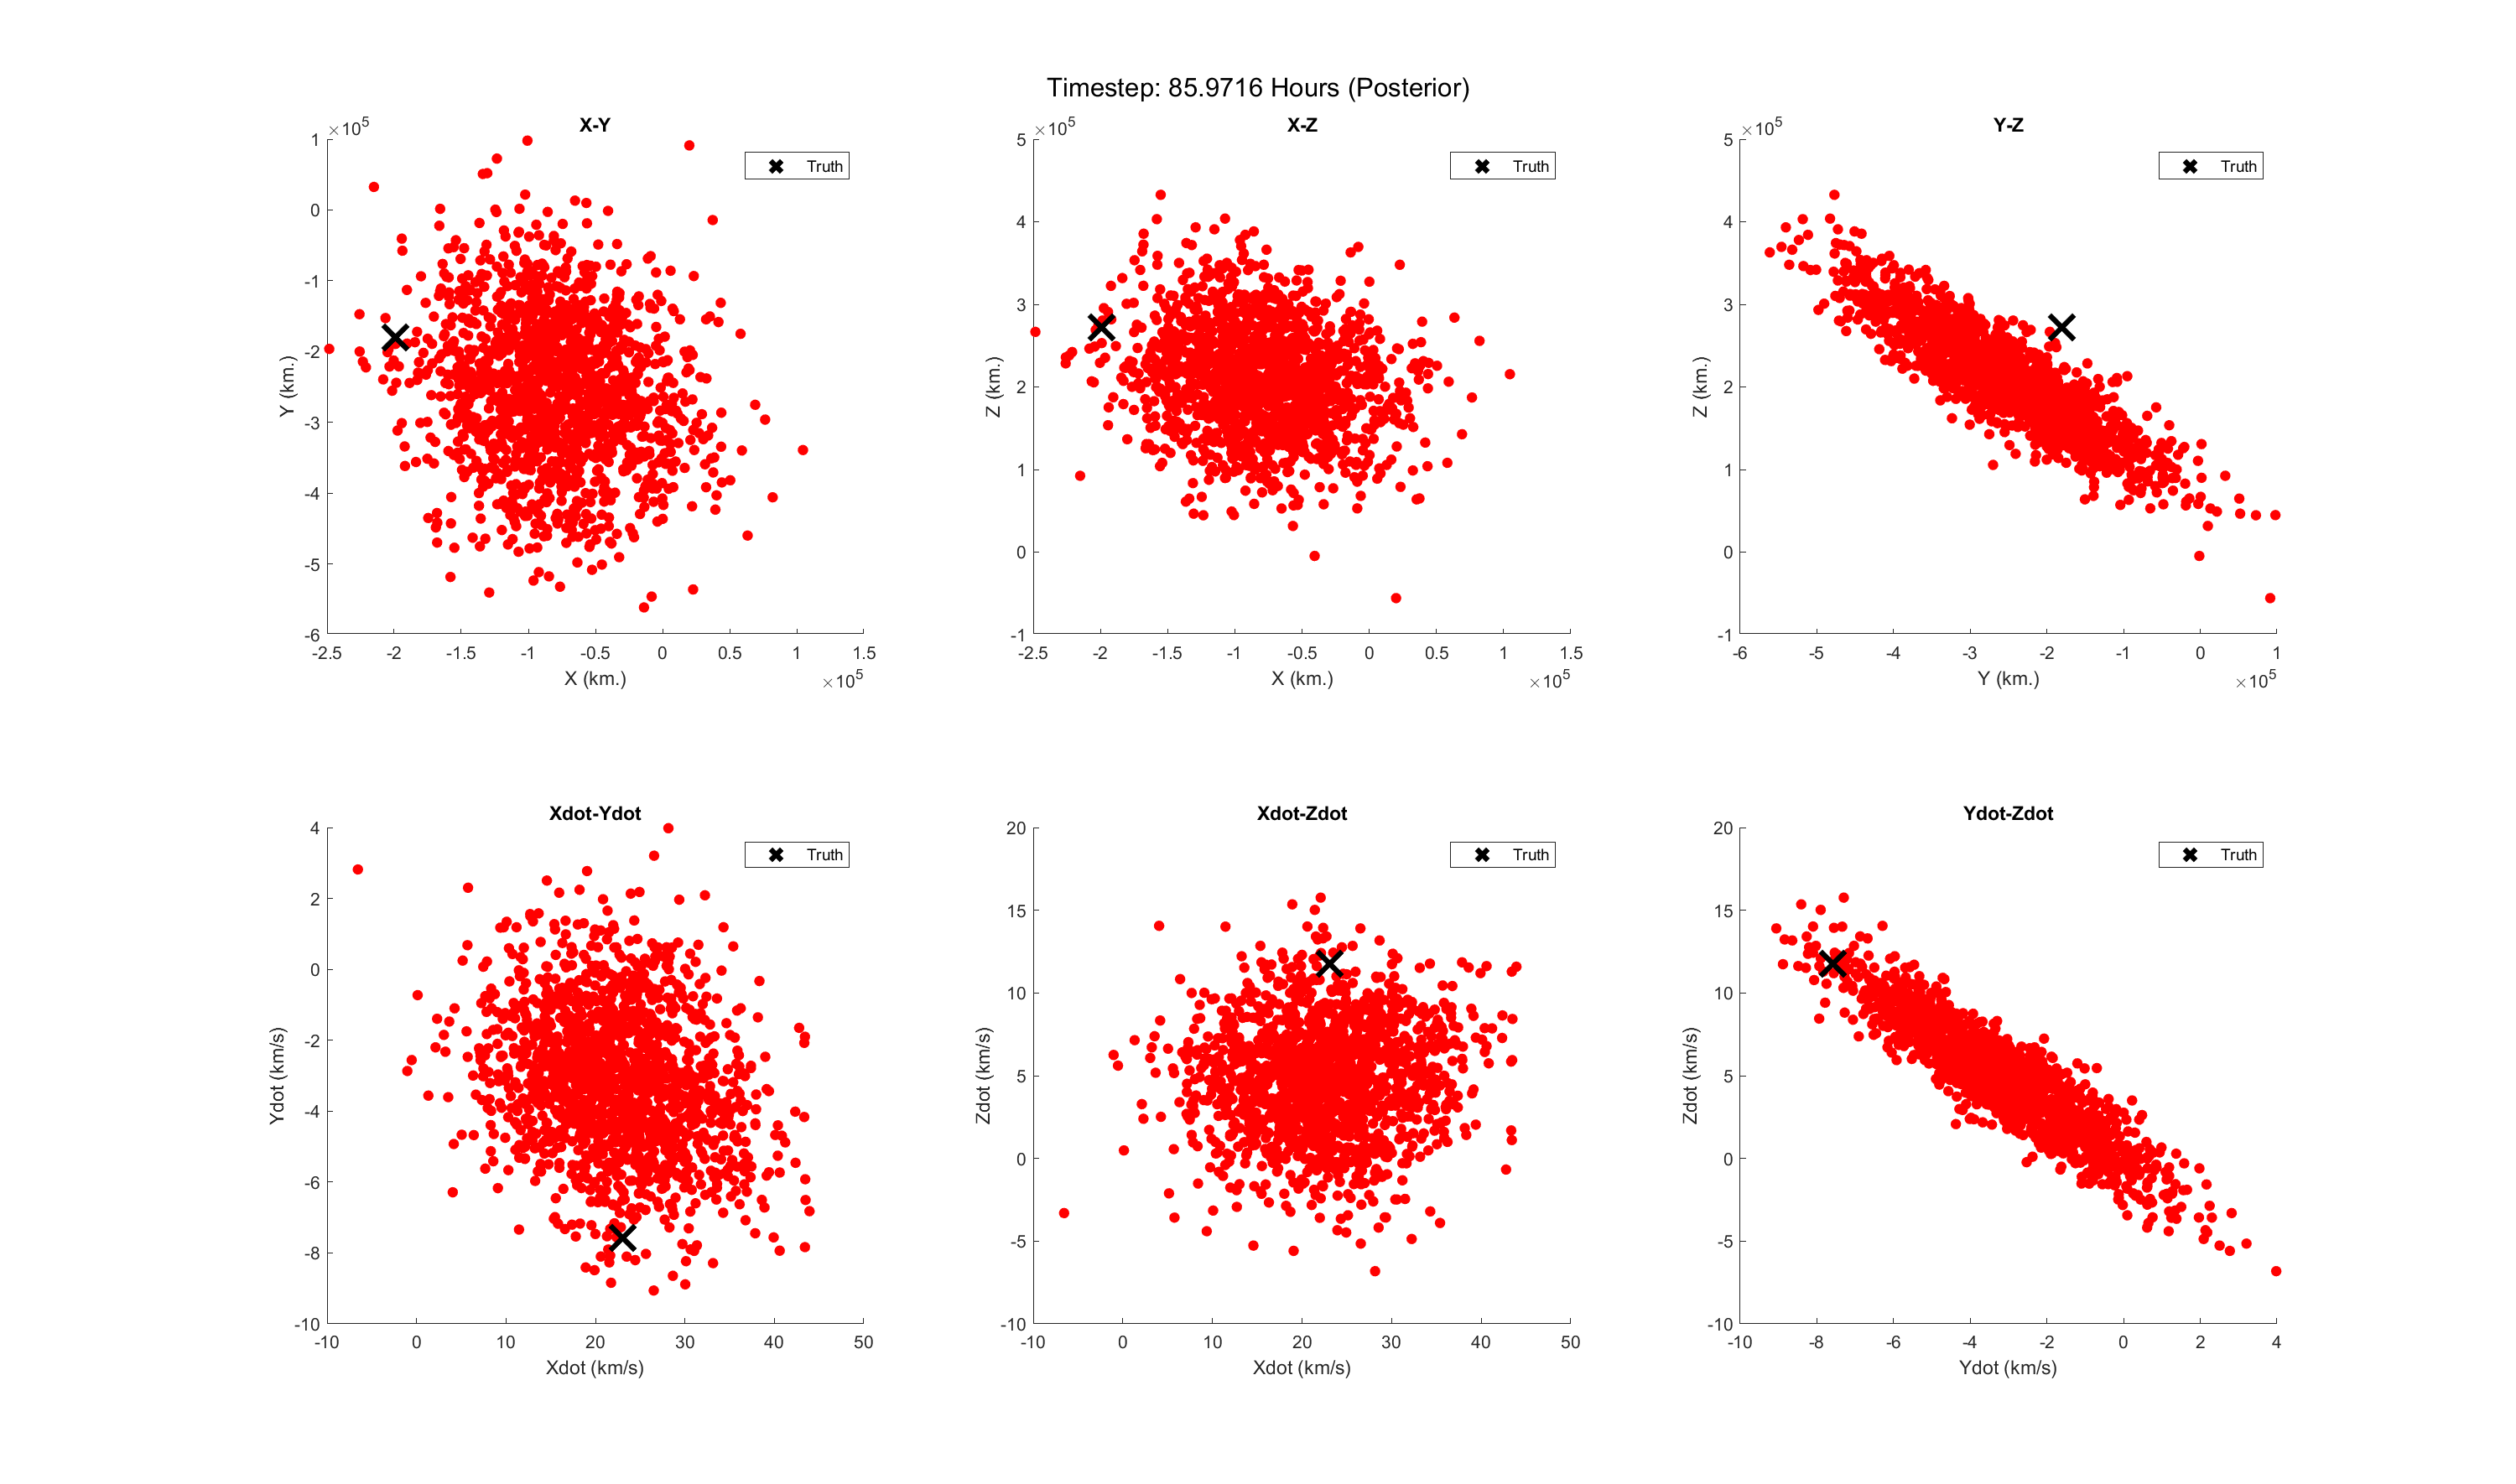 Timestep: 85.9716 Hours (Posterior)
X-Y
×10^5
Truth
1
0
-1
-2
-3
-4
-5
-6
Y (km.)
-2.5 -2 -1.5 -1 -0.5 0 0.5 1 1.5
X (km.)
×10^5
X-Z
×10^5
Truth
5
4
3
2
1
0
-1
Z (km.)
-2.5 -2 -1.5 -1 -0.5 0 0.5 1 1.5
X (km.)
×10^5
Y-Z
×10^5
Truth
5
4
3
2
1
0
-1
Z (km.)
-6 -5 -4 -3 -2 -1 0 1
Y (km.)
×10^5
Xdot-Ydot
Truth
4
2
0
-2
-4
-6
-8
-10
Ydot (km/s)
-10 0 10 20 30 40 50
Xdot (km/s)
Xdot-Zdot
Truth
20
15
10
5
0
-5
-10
Zdot (km/s)
-10 0 10 20 30 40 50
Xdot (km/s)
Ydot-Zdot
Truth
20
15
10
5
0
-5
-10
Zdot (km/s)
-10 -8 -6 -4 -2 0 2 4
Ydot (km/s)